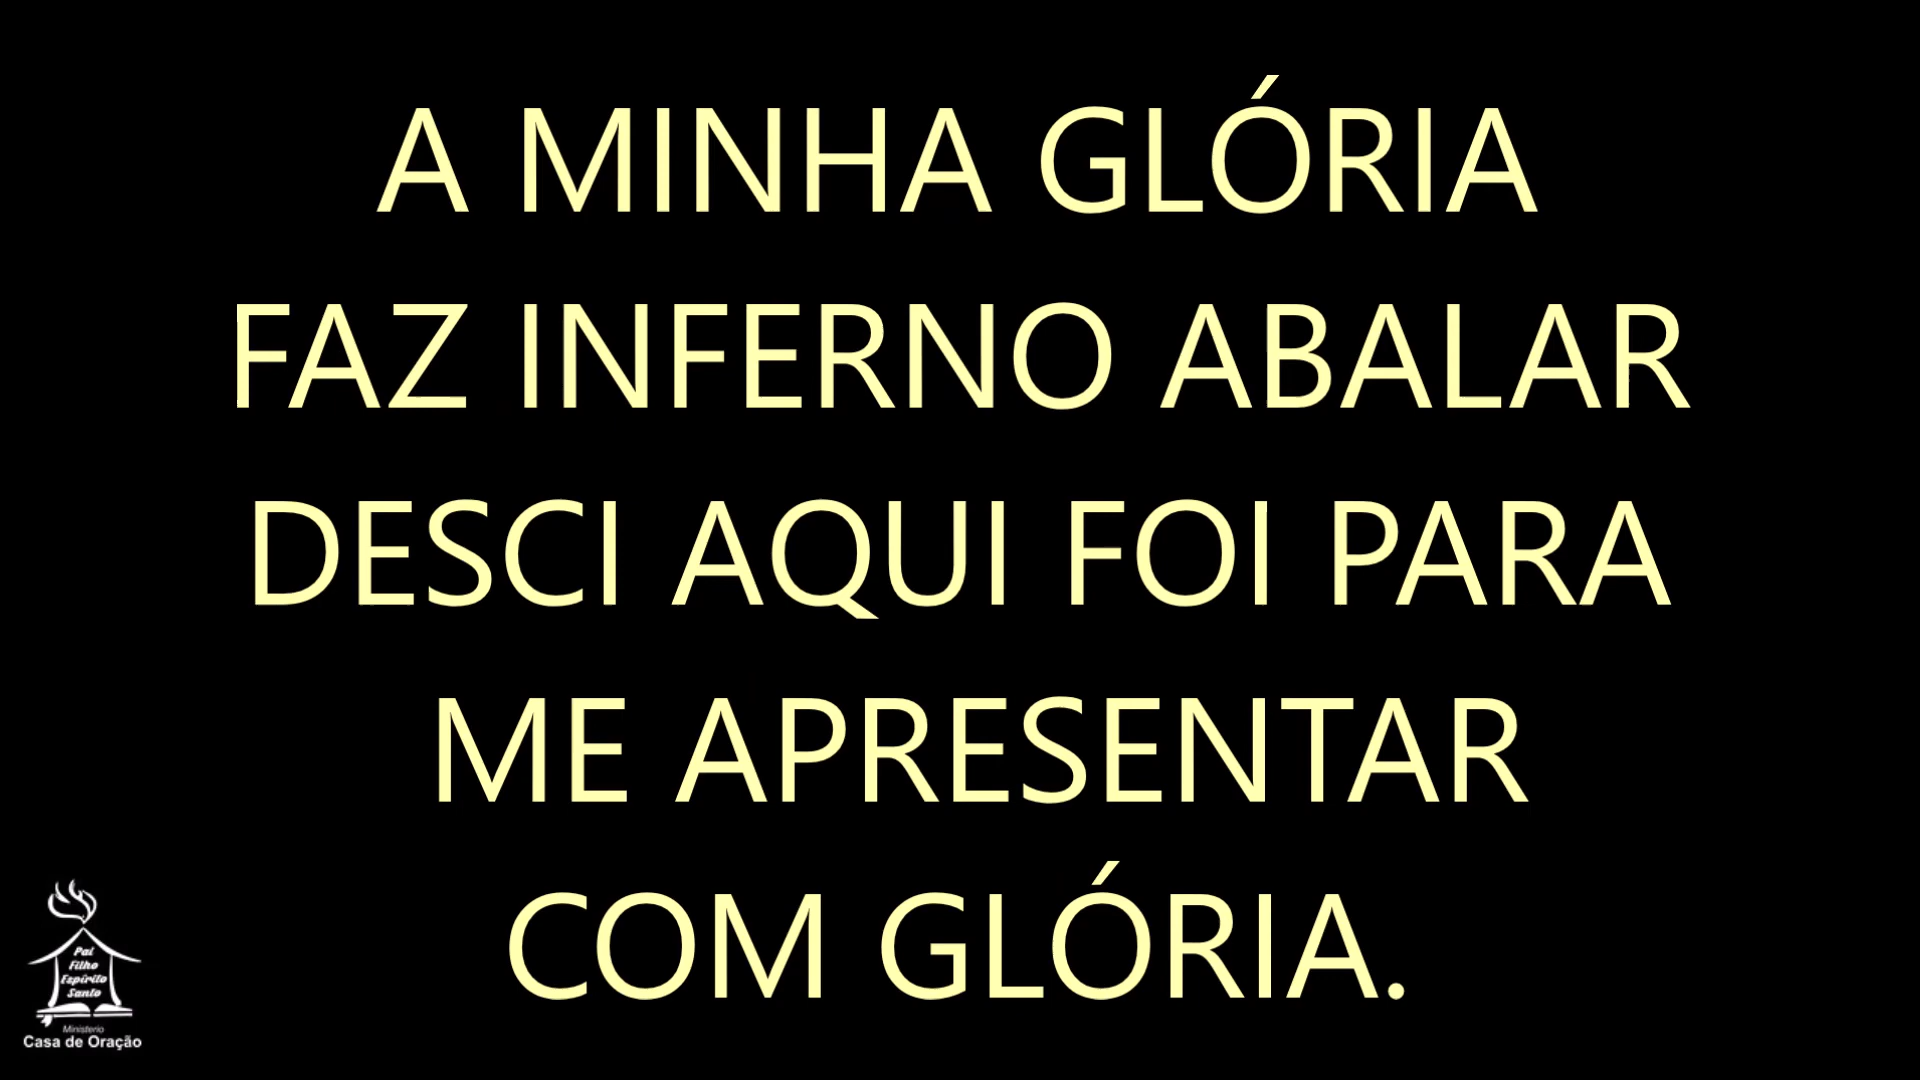 A MINHA GLÓRIA
FAZ INFERNO ABALAR
DESCI AQUI FOI PARA
ME APRESENTAR
COM GLÓRIA.
Pai
Filho
Espírito
Santo
Ministerio
Casa de Oração